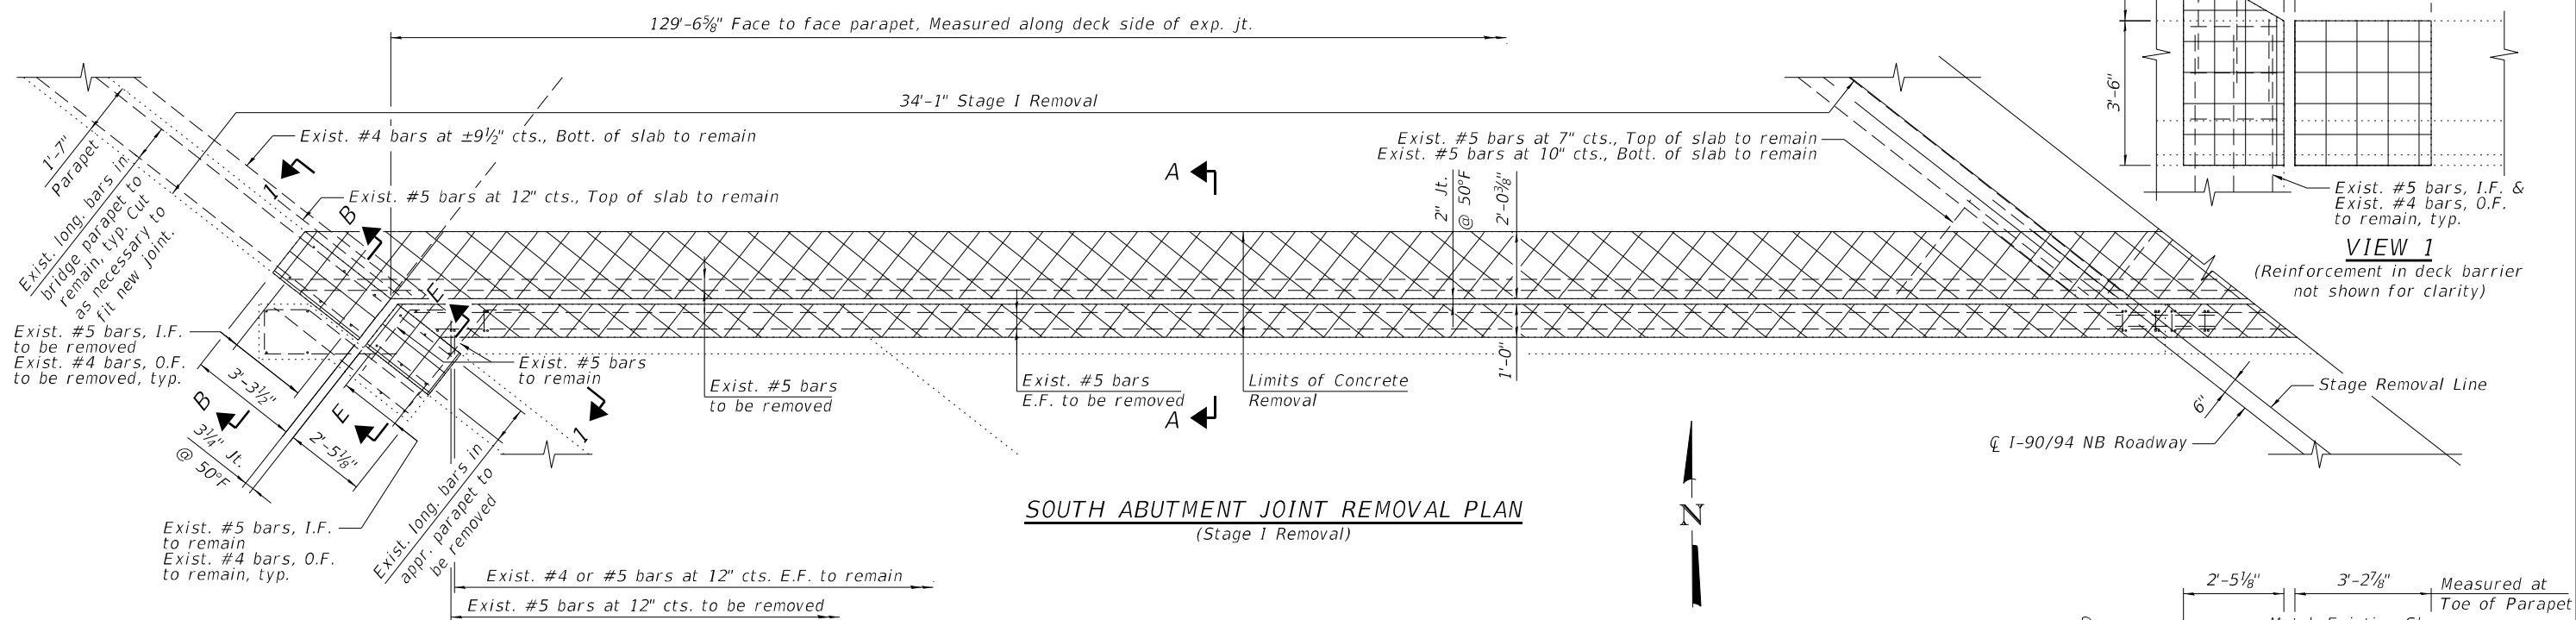 129'-6⅝" Face to face parapet, Measured along deck side of exp. jt.
34'-1" Stage I Removal
Exist. #4 bars at ±9½" cts., Bott. of slab to remain
Exist. #5 bars at 12" cts., Top of slab to remain
1'-7"
Parapet
Exist. long. bars in
bridge parapet to
remain, typ. Cut
as necessary to
fit new joint.
1
B
A
Exist. #5 bars at 7" cts., Top of slab to remain
Exist. #5 bars at 10" cts., Bott. of slab to remain
2" Jt.
@ 50°F
2'-0⅜"
3'-6"
Exist. #5 bars, I.F. &
Exist. #4 bars, O.F.
to remain, typ.
VIEW 1
(Reinforcement in deck barrier
not shown for clarity)
E
Exist. #5 bars, I.F.
to be removed
Exist. #4 bars, O.F.
to be removed, typ.
3'-3½"
B
3¼" Jt.
@ 50°F
E
2'-5⅛"
Exist. #5 bars
to remain
1
Exist. #5 bars
to be removed
Exist. #5 bars
E.F. to be removed
Limits of Concrete
Removal
A
1'-0"
Stage Removal Line
6"
℄ I-90/94 NB Roadway
Exist. #5 bars, I.F.
to remain
Exist. #4 bars, O.F.
to remain, typ.
Exist. long. bars in
appr. parapet to
be removed
SOUTH ABUTMENT JOINT REMOVAL PLAN
(Stage I Removal)
N
Exist. #4 or #5 bars at 12" cts. E.F. to remain
Exist. #5 bars at 12" cts. to be removed
2'-5⅛"
3'-2⅞"
Measured at
Toe of Parapet